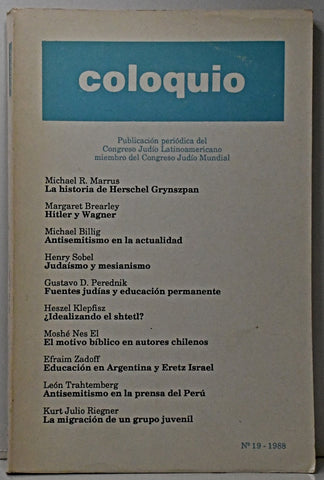 coloquio
Publicación periódica del
Congreso Judío Latinoamericano
miembro del Congreso Judío Mundial
Michael R. Marrus
La historia de Herschel Grynszpan
Margaret Brearley
Hitler y Wagner
Michael Billig
Antisemitismo en la actualidad
Henry Sobel
Judaísmo y mesianismo
Gustavo D. Perednik
Fuentes judías y educación permanente
Heszel Klepfisz
¿Idealizando el shtetl?
Moshé Nes El
El motivo bíblico en autores chilenos
Efraim Zadoff
Educación en Argentina y Eretz Israel
León Trahtemberg
Antisemitismo en la prensa del Perú
Kurt Julio Riegner
La migración de un grupo juvenil
Nº 19 - 1988